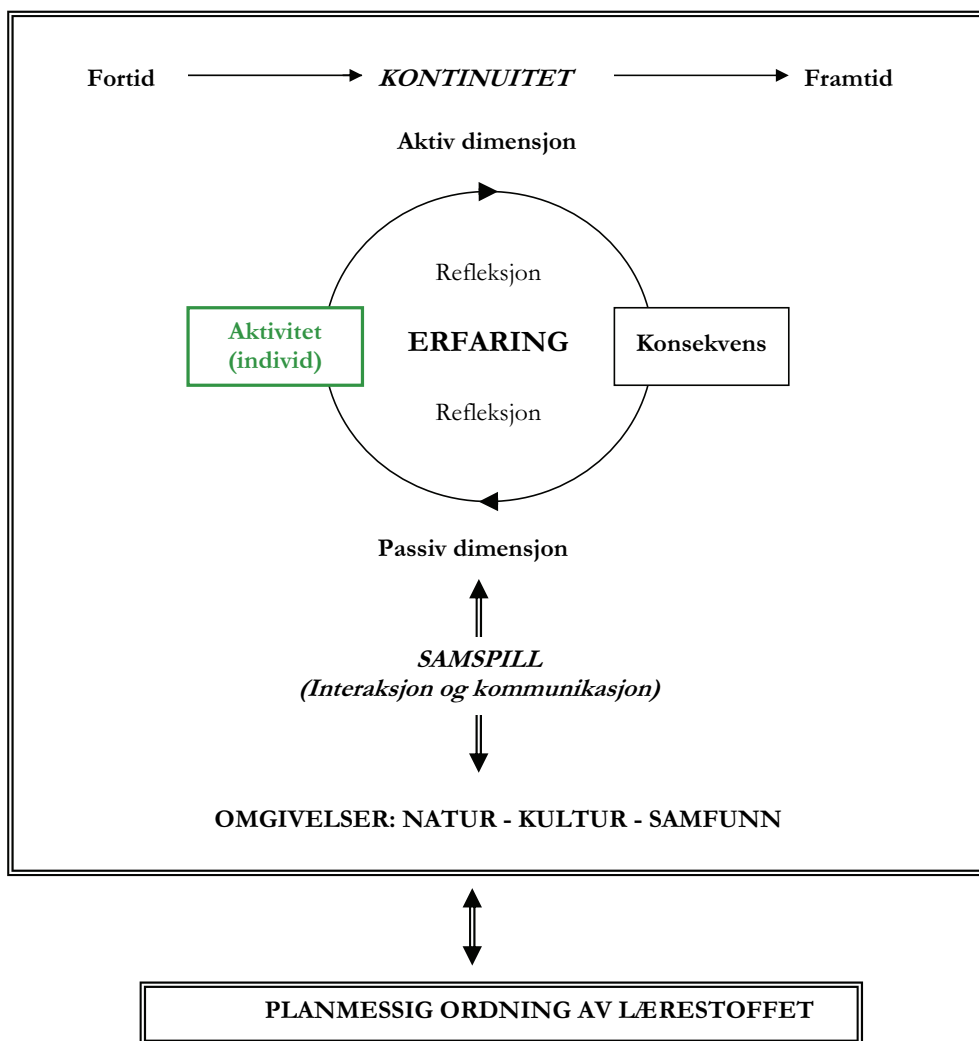 Fortid KONTINUITET Framtid
Aktiv dimensjon
Refleksjon
Aktivitet
(individ)
ERFARING
Konsekvens
Refleksjon
Passiv dimensjon
SAMSPILL
(Interaksjon og kommunikasjon)
OMGIVELSER: NATUR - KULTUR - SAMFUNN
PLANMESSIG ORDNING AV LÆRESTOFFET